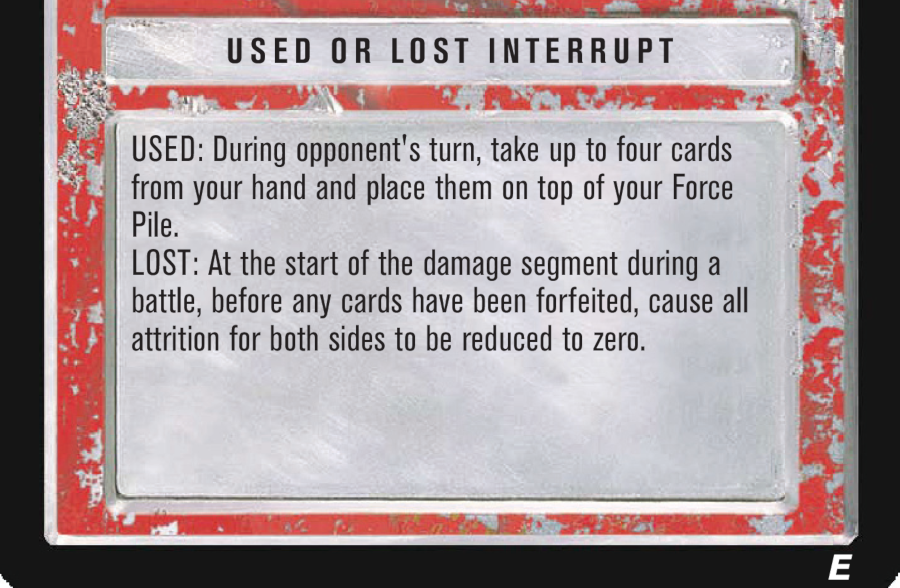 USED OR LOST INTERRUPT
USED: During opponent's turn, take up to four cards
from your hand and place them on top of your Force
Pile.
LOST: At the start of the damage segment during a
battle, before any cards have been forfeited, cause all
attrition for both sides to be reduced to zero.
E